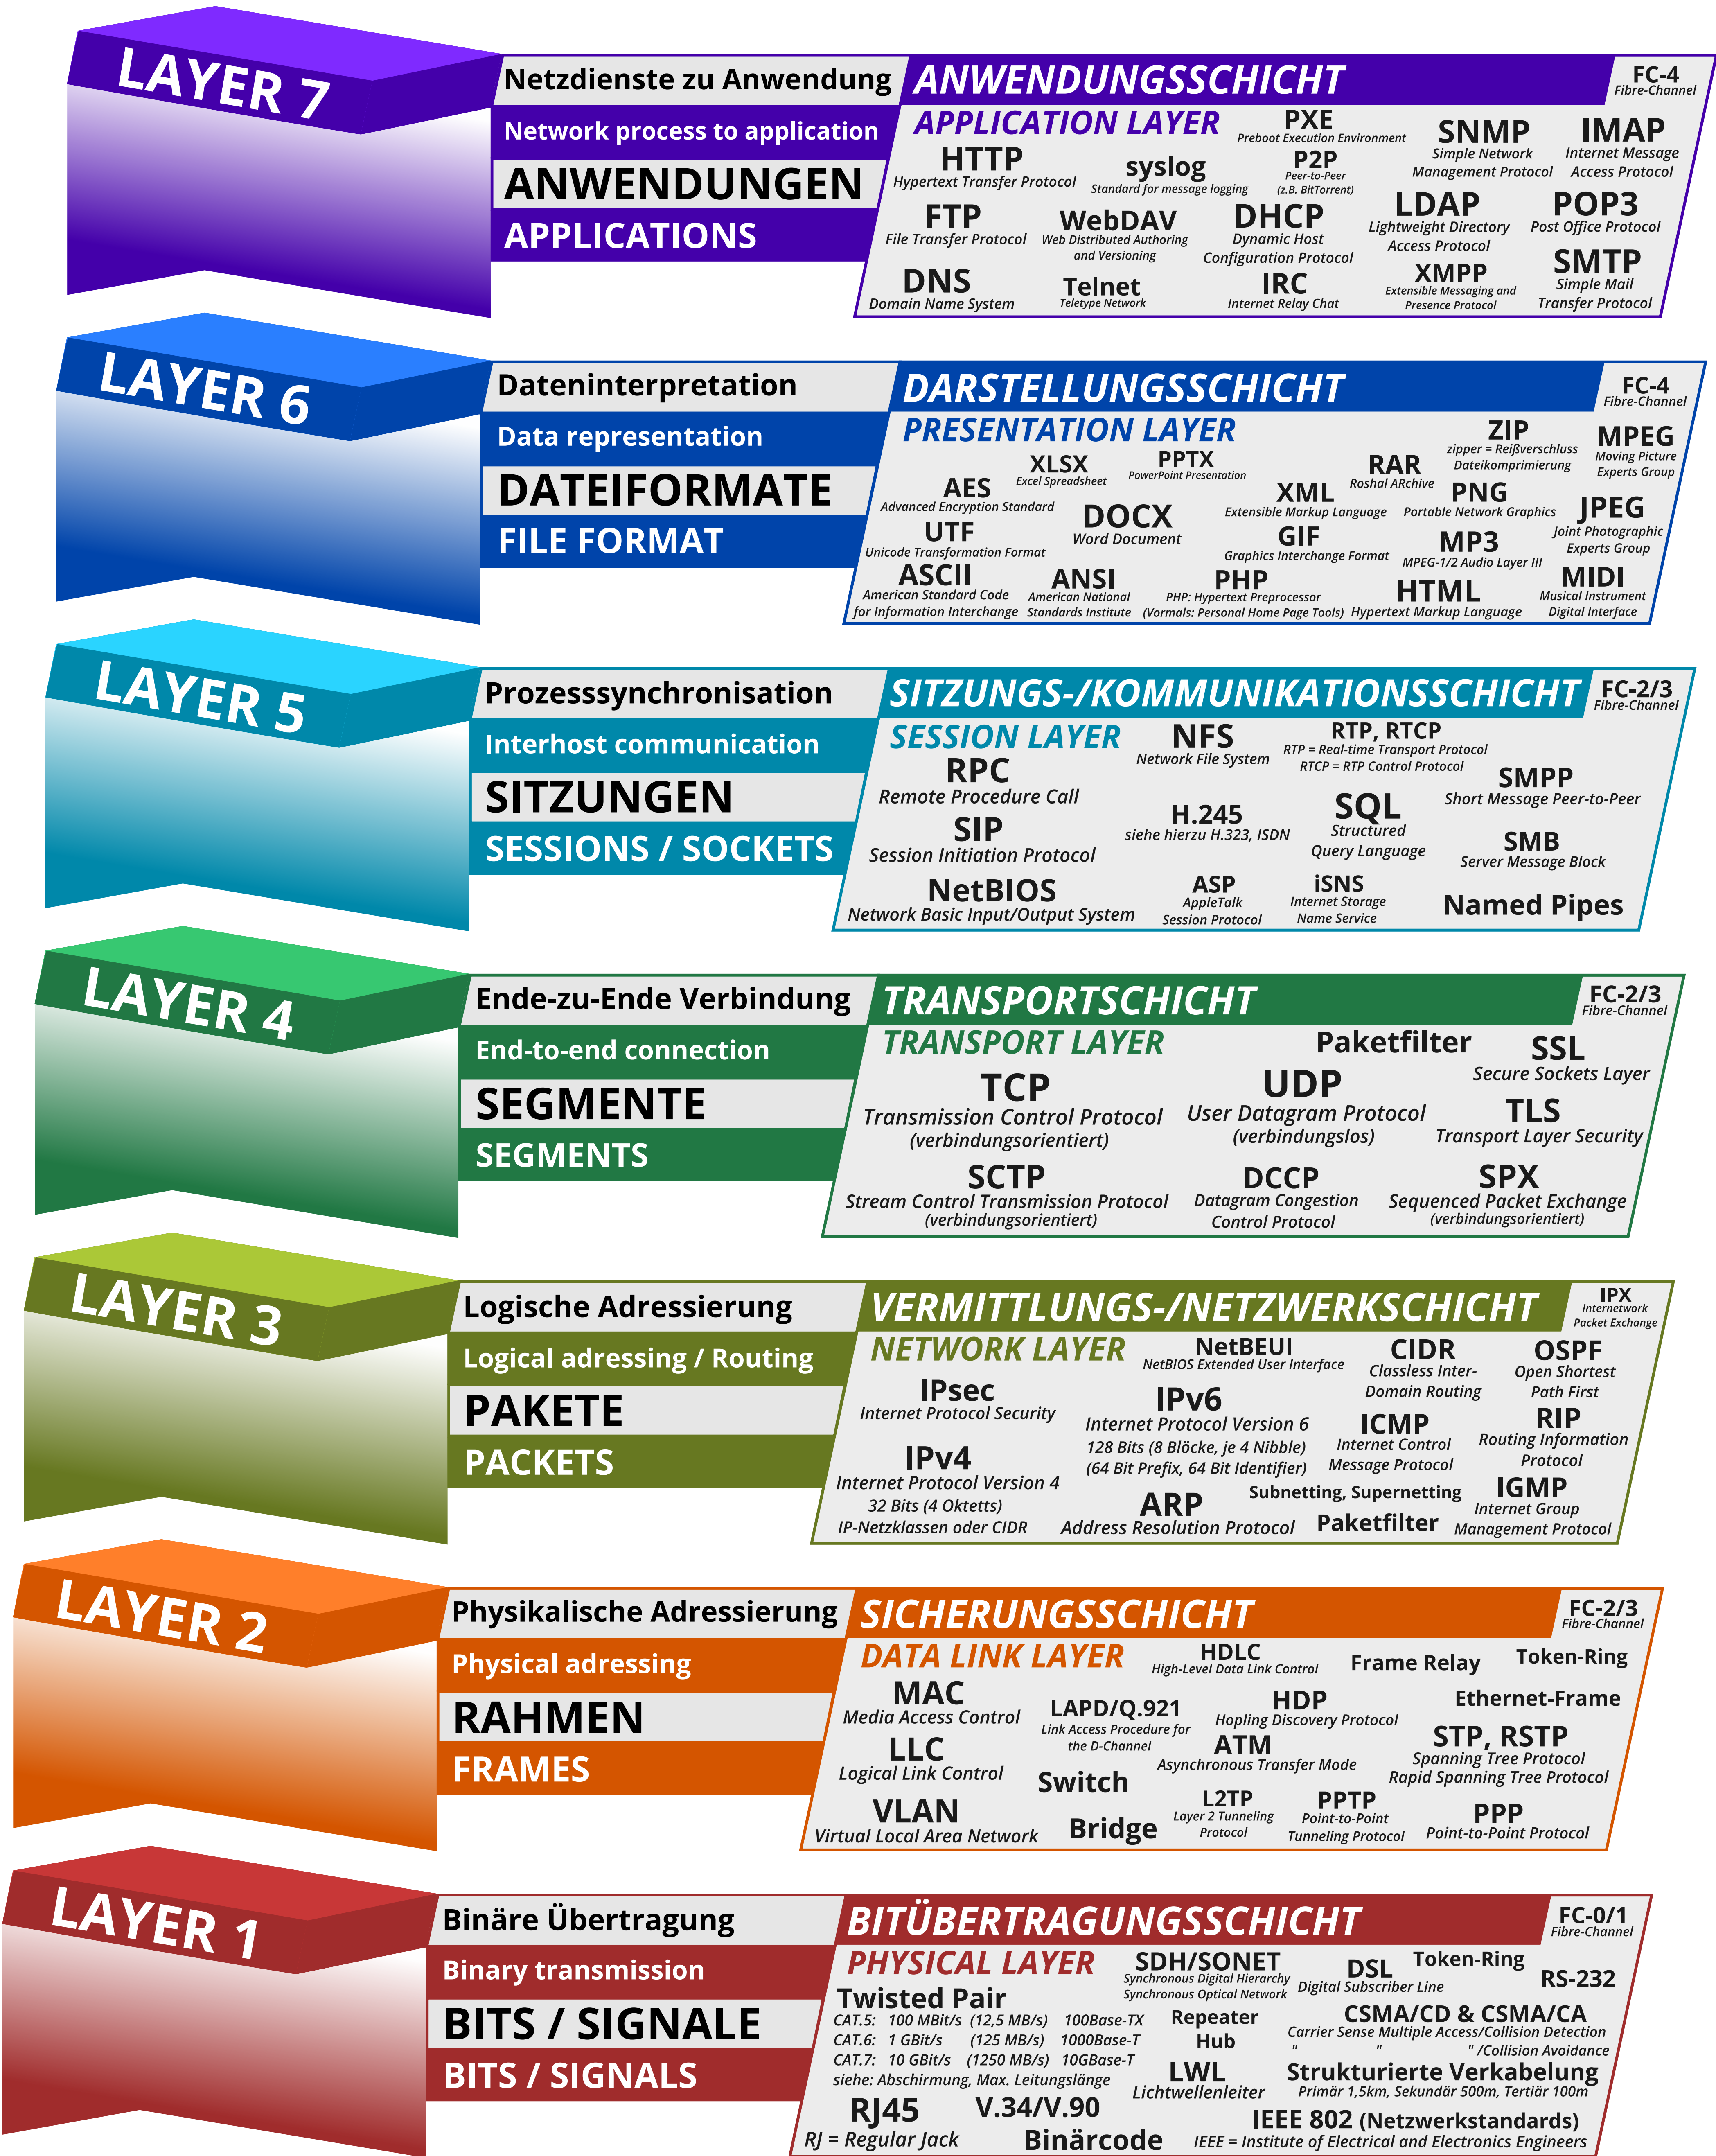 LAYER 7
Netzdienste zu Anwendung
Network process to application
ANWENDUNGEN
APPLICATIONS
ANWENDUNGSSCHICHT
FC-4
Fibre-Channel
APPLICATION LAYER
PXE
Preboot Execution Environment
SNMP
Simple Network
Management Protocol
IMAP
Internet Message
Access Protocol
HTTP
Hypertext Transfer Protocol
syslog
Standard for message logging
P2P
Peer-to-Peer
(z.B. BitTorrent)
FTP
File Transfer Protocol
WebDAV
Web Distributed Authoring
and Versioning
DHCP
Dynamic Host
Configuration Protocol
LDAP
Lightweight Directory
Access Protocol
POP3
Post Office Protocol
DNS
Domain Name System
Telnet
Teletype Network
IRC
Internet Relay Chat
XMPP
Extensible Messaging and
Presence Protocol
SMTP
Simple Mail
Transfer Protocol
LAYER 6
Dateninterpretation
Data representation
DATEIFORMATE
FILE FORMAT
DARSTELLUNGSSCHICHT
FC-4
Fibre-Channel
PRESENTATION LAYER
ZIP
zipper = Reißverschluss
Dateikomprimierung
MPEG
Moving Picture
Experts Group
XLSX
Excel Spreadsheet
PPTX
PowerPoint Presentation
RAR
Roshal ARchive
AES
Advanced Encryption Standard
DOCX
Word Document
XML
Extensible Markup Language
PNG
Portable Network Graphics
JPEG
Joint Photographic
Experts Group
UTF
Unicode Transformation Format
GIF
Graphics Interchange Format
MP3
MPEG-1/2 Audio Layer III
ASCII
American Standard Code
for Information Interchange
ANSI
American National
Standards Institute
PHP
PHP: Hypertext Preprocessor
(Vormals: Personal Home Page Tools)
HTML
Hypertext Markup Language
MIDI
Musical Instrument
Digital Interface
LAYER 5
Prozesssynchronisation
Interhost communication
SITZUNGEN
SESSIONS / SOCKETS
SITZUNGS-/KOMMUNIKATIONSSCHICHT
FC-2/3
Fibre-Channel
SESSION LAYER
NFS
Network File System
RTP, RTCP
RTP = Real-time Transport Protocol
RTCP = RTP Control Protocol
RPC
Remote Procedure Call
SMPP
Short Message Peer-to-Peer
SIP
Session Initiation Protocol
H.245
siehe hierzu H.323, ISDN
SQL
Structured
Query Language
SMB
Server Message Block
NetBIOS
Network Basic Input/Output System
ASP
AppleTalk
Session Protocol
iSNS
Internet Storage
Name Service
Named Pipes
LAYER 4
Ende-zu-Ende Verbindung
End-to-end connection
SEGMENTE
SEGMENTS
TRANSPORTSCHICHT
FC-2/3
Fibre-Channel
TRANSPORT LAYER
Paketfilter
SSL
Secure Sockets Layer
TCP
Transmission Control Protocol
(verbindungsorientiert)
UDP
User Datagram Protocol
(verbindungslos)
TLS
Transport Layer Security
SCTP
Stream Control Transmission Protocol
(verbindungsorientiert)
DCCP
Datagram Congestion
Control Protocol
SPX
Sequenced Packet Exchange
(verbindungsorientiert)
LAYER 3
Logische Adressierung
Logical adressing / Routing
PAKETE
PACKETS
VERMITTLUNGS-/NETZWERKSCHICHT
IPX
Internetwork
Packet Exchange
NETWORK LAYER
NetBEUI
NetBIOS Extended User Interface
CIDR
Classless Inter-
Domain Routing
OSPF
Open Shortest
Path First
IPsec
Internet Protocol Security
IPv6
Internet Protocol Version 6
128 Bits (8 Blöcke, je 4 Nibble)
(64 Bit Prefix, 64 Bit Identifier)
ICMP
Internet Control
Message Protocol
RIP
Routing Information
Protocol
IPv4
Internet Protocol Version 4
32 Bits (4 Oktetts)
IP-Netzklassen oder CIDR
ARP
Address Resolution Protocol
Subnetting, Supernetting
Paketfilter
IGMP
Internet Group
Management Protocol
LAYER 2
Physikalische Adressierung
Physical adressing
RAHMEN
FRAMES
SICHERUNGSSCHICHT
FC-2/3
Fibre-Channel
DATA LINK LAYER
HDLC
High-Level Data Link Control
Frame Relay
Token-Ring
MAC
Media Access Control
LAPD/Q.921
Link Access Procedure for
the D-Channel
HDP
Hopling Discovery Protocol
Ethernet-Frame
LLC
Logical Link Control
ATM
Asynchronous Transfer Mode
STP, RSTP
Spanning Tree Protocol
Rapid Spanning Tree Protocol
Switch
VLAN
Virtual Local Area Network
Bridge
L2TP
Layer 2 Tunneling
Protocol
PPTP
Point-to-Point
Tunneling Protocol
PPP
Point-to-Point Protocol
LAYER 1
Binäre Übertragung
Binary transmission
BITS / SIGNALE
BITS / SIGNALS
BITÜBERTRAGUNGSSCHICHT
FC-0/1
Fibre-Channel
PHYSICAL LAYER
SDH/SONET
Synchronous Digital Hierarchy
Synchronous Optical Network
DSL
Digital Subscriber Line
Token-Ring
RS-232
Twisted Pair
CAT.5: 100 MBit/s (12,5 MB/s) 100Base-TX
CAT.6: 1 GBit/s (125 MB/s) 1000Base-T
CAT.7: 10 GBit/s (1250 MB/s) 10GBase-T
siehe: Abschirmung, Max. Leitungslänge
Repeater
Hub
CSMA/CD & CSMA/CA
Carrier Sense Multiple Access/Collision Detection
" " " /Collision Avoidance
LWL
Lichtwellenleiter
Strukturierte Verkabelung
Primär 1,5km, Sekundär 500m, Tertiär 100m
RJ45
RJ = Regular Jack
V.34/V.90
Binärcode
IEEE 802 (Netzwerkstandards)
IEEE = Institute of Electrical and Electronics Engineers